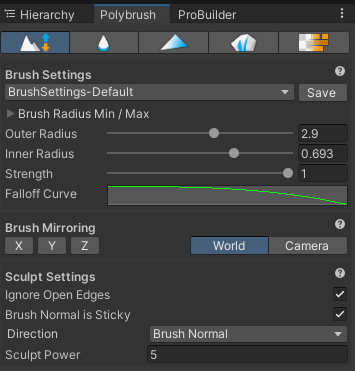 Hierarchy Polybrush ProBuilder
Brush Settings
BrushSettings-Default Save
Brush Radius Min / Max
Outer Radius 2.9
Inner Radius 0.693
Strength 1
Falloff Curve
Brush Mirroring
X Y Z World Camera
Sculpt Settings
Ignore Open Edges
Brush Normal is Sticky
Direction Brush Normal
Sculpt Power 5